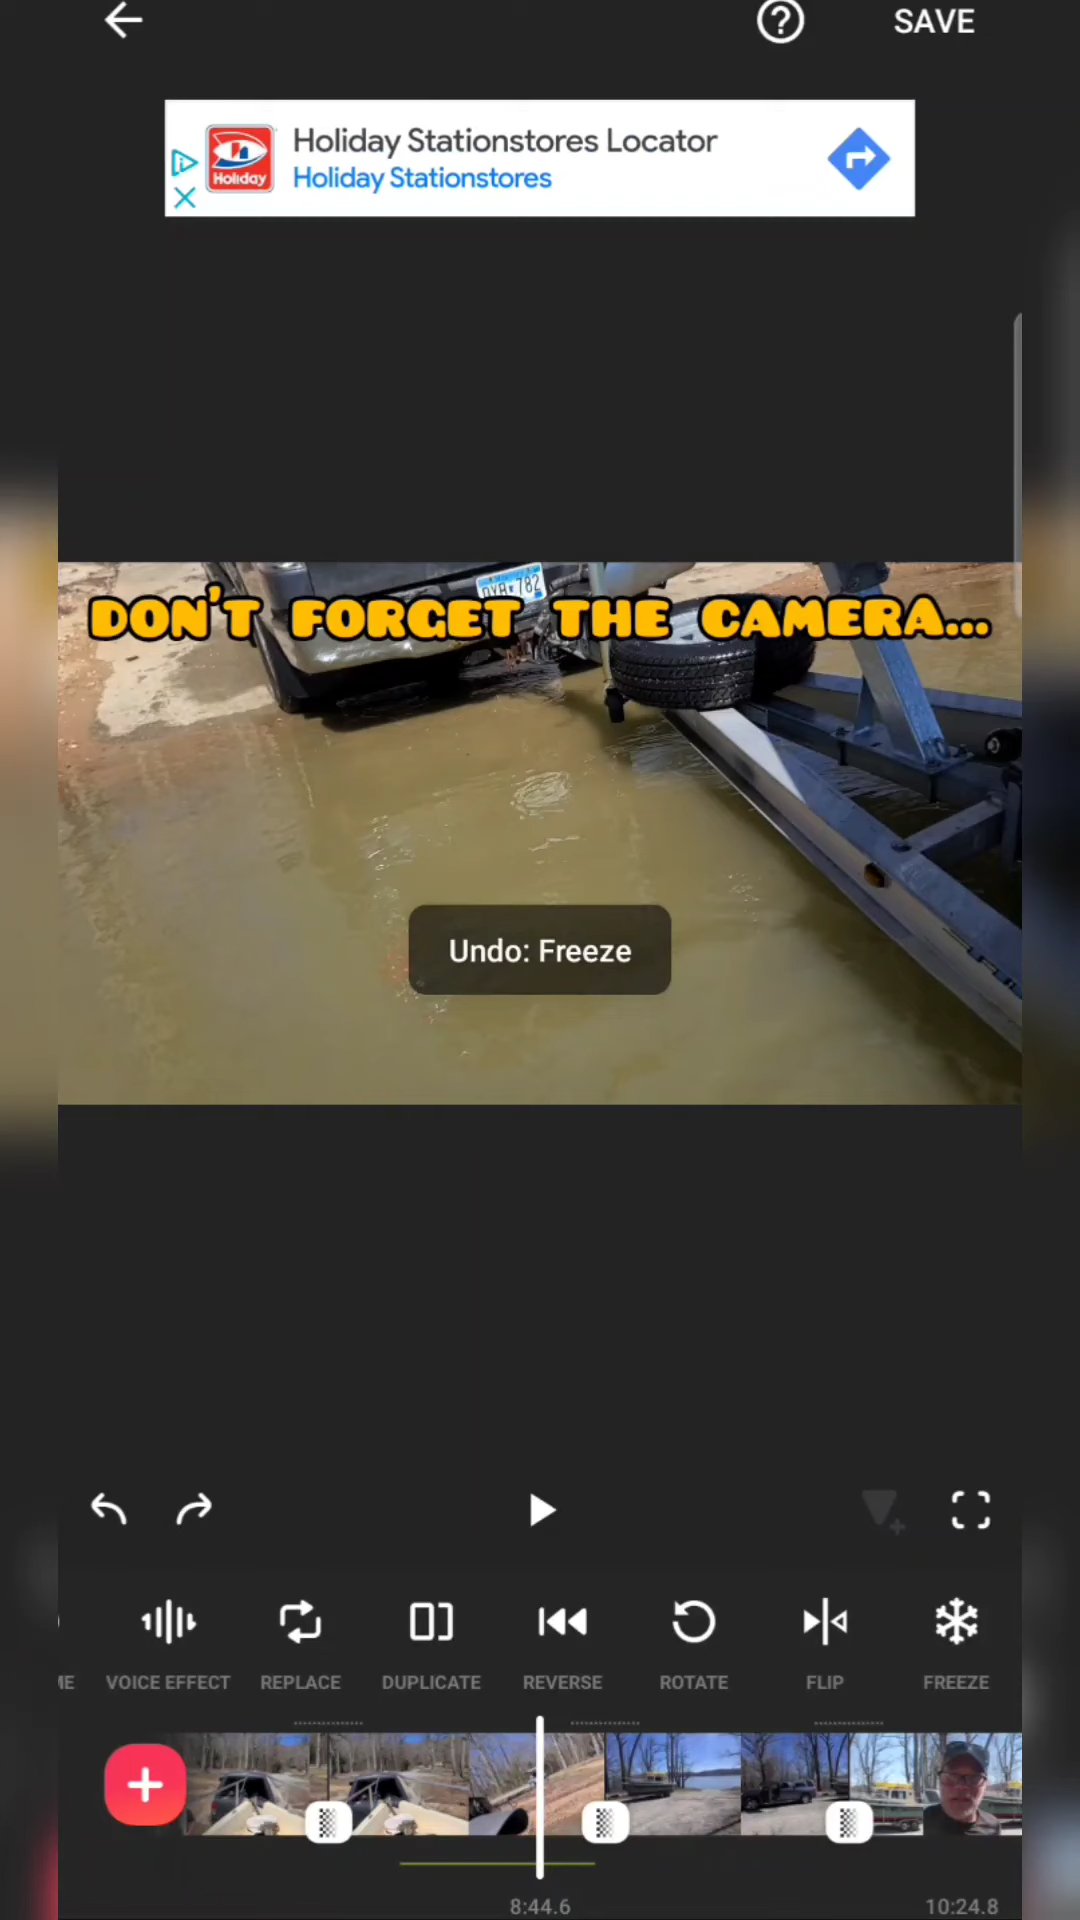 SAVE
Holiday Stationstores Locator
Holiday
Holiday Stationstores
DON'T FORGET THE CAMERA...
Undo: Freeze
VOICE EFFECT
REPLACE
DUPLICATE
REVERSE
ROTATE
FLIP
FREEZE
8:44.6
10:24.8